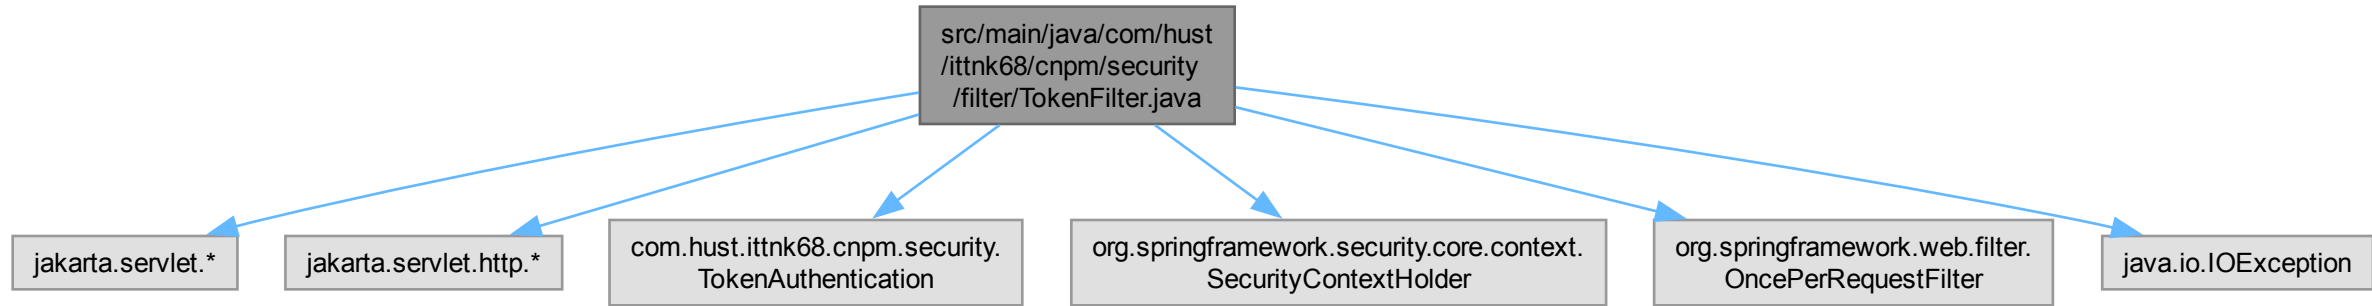 src/main/java/com/hust
/ittnk68/cnpm/security
/filter/TokenFilter.java
jakarta.servlet.*
jakarta.servlet.http.*
com.hust.ittnk68.cnpm.security.
TokenAuthentication
org.springframework.security.core.context.
SecurityContextHolder
org.springframework.web.filter.
OncePerRequestFilter
java.io.IOException